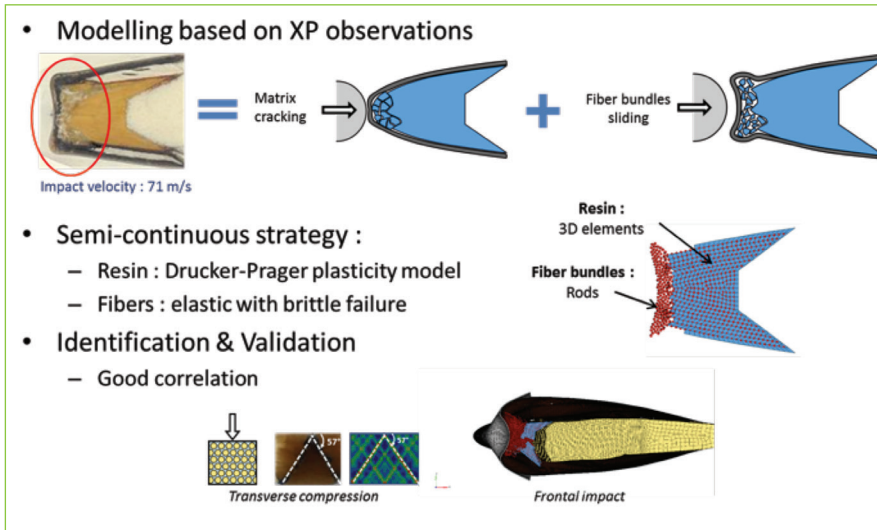 • Modelling based on XP observations
Matrix
cracking
Fiber bundles
sliding
Impact velocity : 71 m/s
• Semi-continuous strategy :
– Resin : Drucker-Prager plasticity model
– Fibers : elastic with brittle failure
Resin :
3D elements
Fiber bundles :
Rods
• Identification & Validation
– Good correlation
57°
57°
Transverse compression
Frontal impact